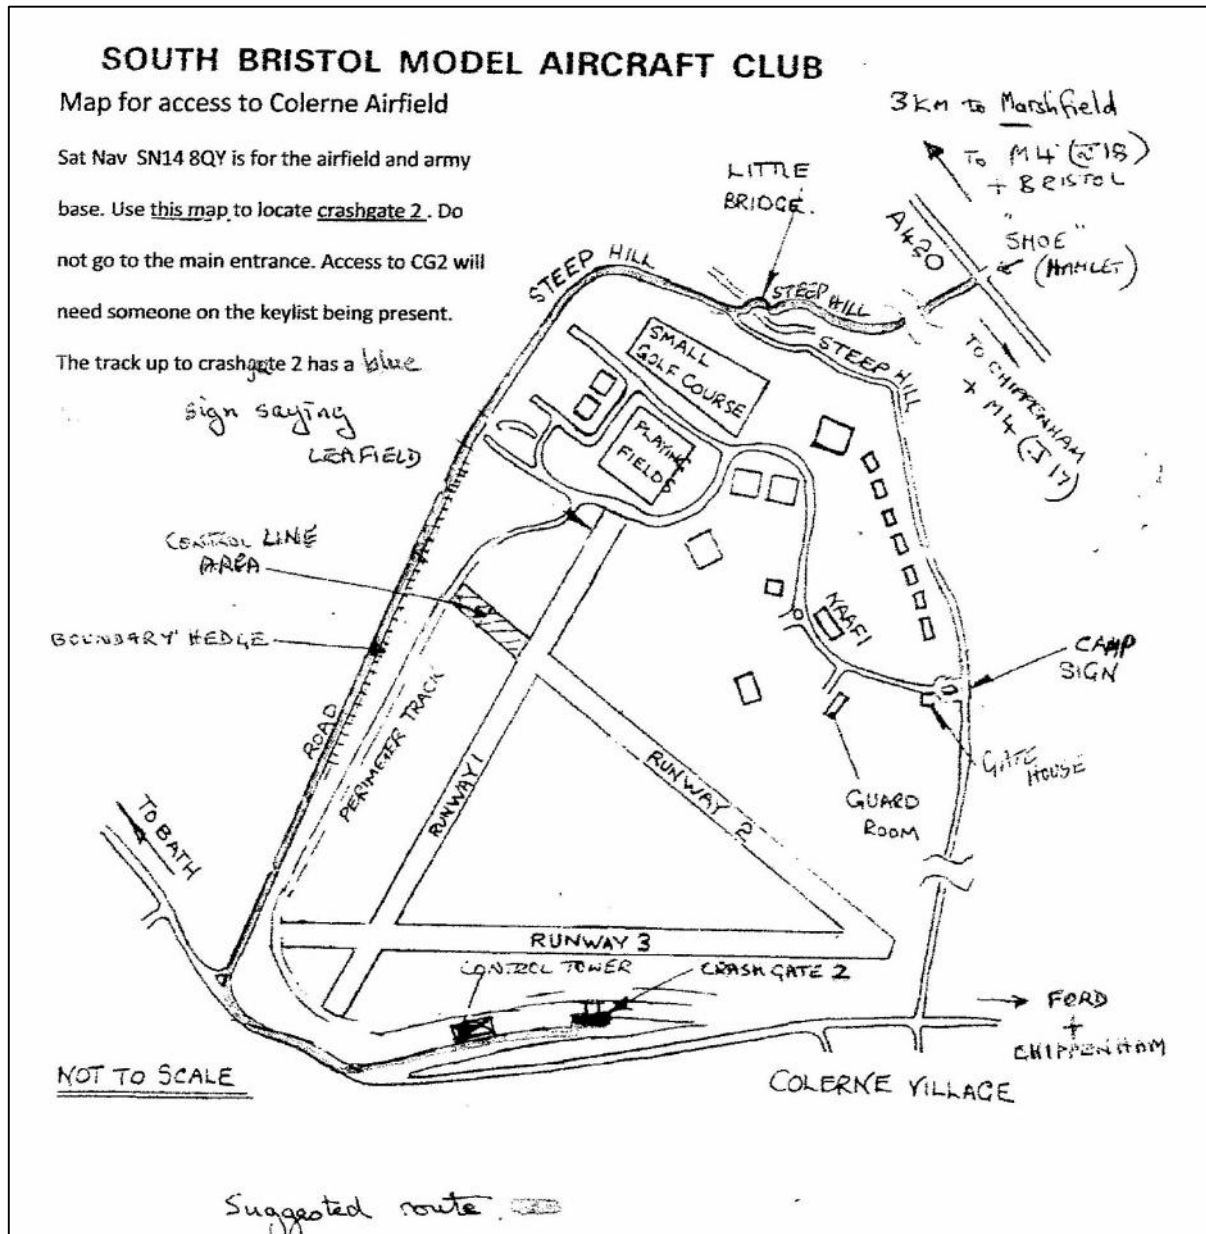 SOUTH BRISTOL MODEL AIRCRAFT CLUB
Map for access to Colerne Airfield
Sat Nav SN14 8QY is for the airfield and army
base. Use this map to locate crashgate 2 . Do
not go to the main entrance. Access to CG2 will
need someone on the keylist being present.
The track up to crashgate 2 has a blue
sign saying
LEAFIELD
3 KM to Marshfield
TO M4 (J18)
+ BRISTOL
A420
"SHOE"
(HAMLET)
TO CHIPPENHAM
+ M4 (J17)
LITTLE
BRIDGE.
STEEP HILL
STEEP HILL
STEEP HILL
SMALL
GOLF COURSE
PLAYING
FIELDS
CONTROL LINE
AREA
BOUNDARY HEDGE
ROAD
PERIMETER TRACK
RUNWAY 1
RUNWAY 2
NAAFI
CAMP
SIGN
GATE
HOUSE
GUARD
ROOM
TO BATH
RUNWAY 3
CONTROL TOWER
CRASH GATE 2
FORD
+
CHIPPENHAM
COLERNE VILLAGE
NOT TO SCALE
Suggested route